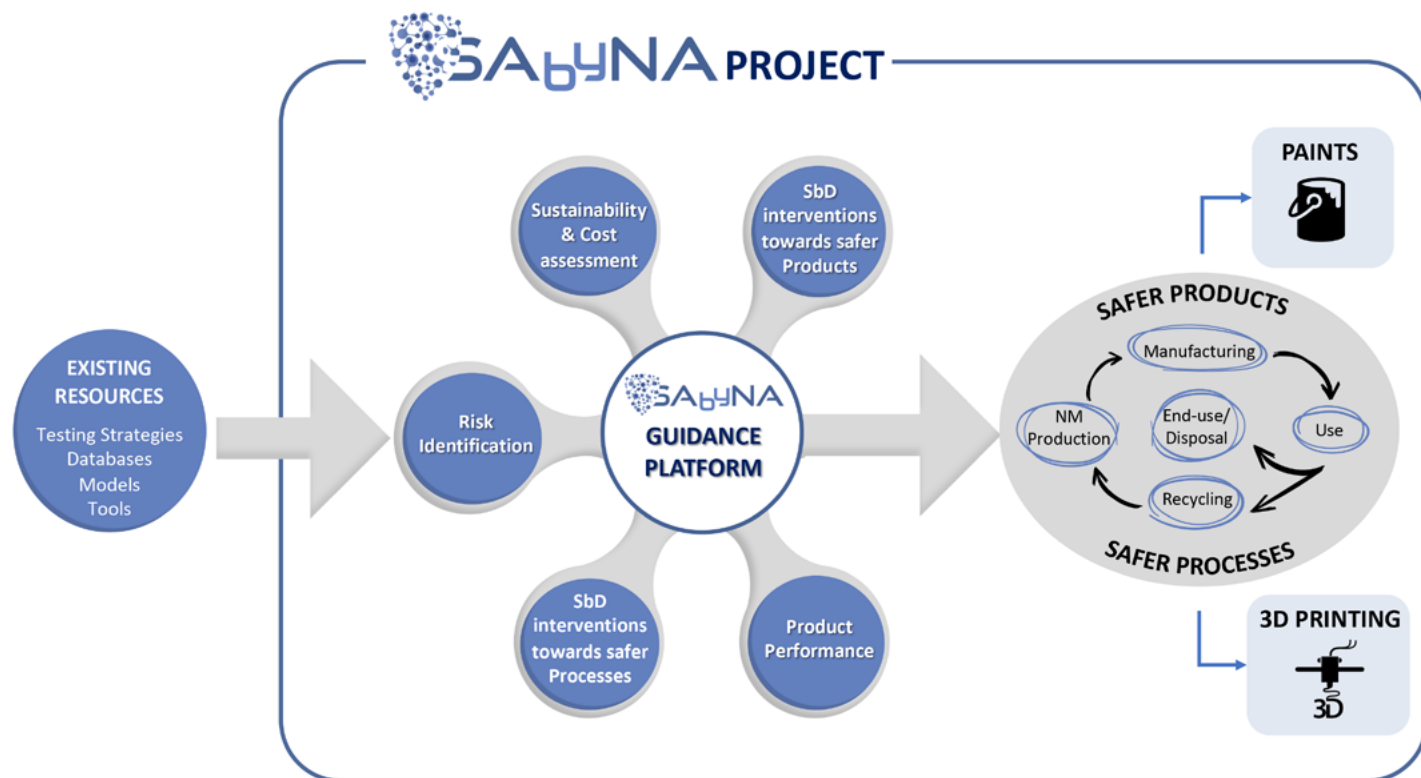 SAbyNA PROJECT
EXISTING
RESOURCES
Testing Strategies
Databases
Models
Tools
Sustainability
& Cost
assessment
SbD
interventions
towards safer
Products
Risk
Identification
SAbyNA
GUIDANCE
PLATFORM
SbD
interventions
towards safer
Processes
Product
Performance
PAINTS
SAFER PRODUCTS
Manufacturing
NM
Production
End-use/
Disposal
Use
Recycling
SAFER PROCESSES
3D PRINTING
3D